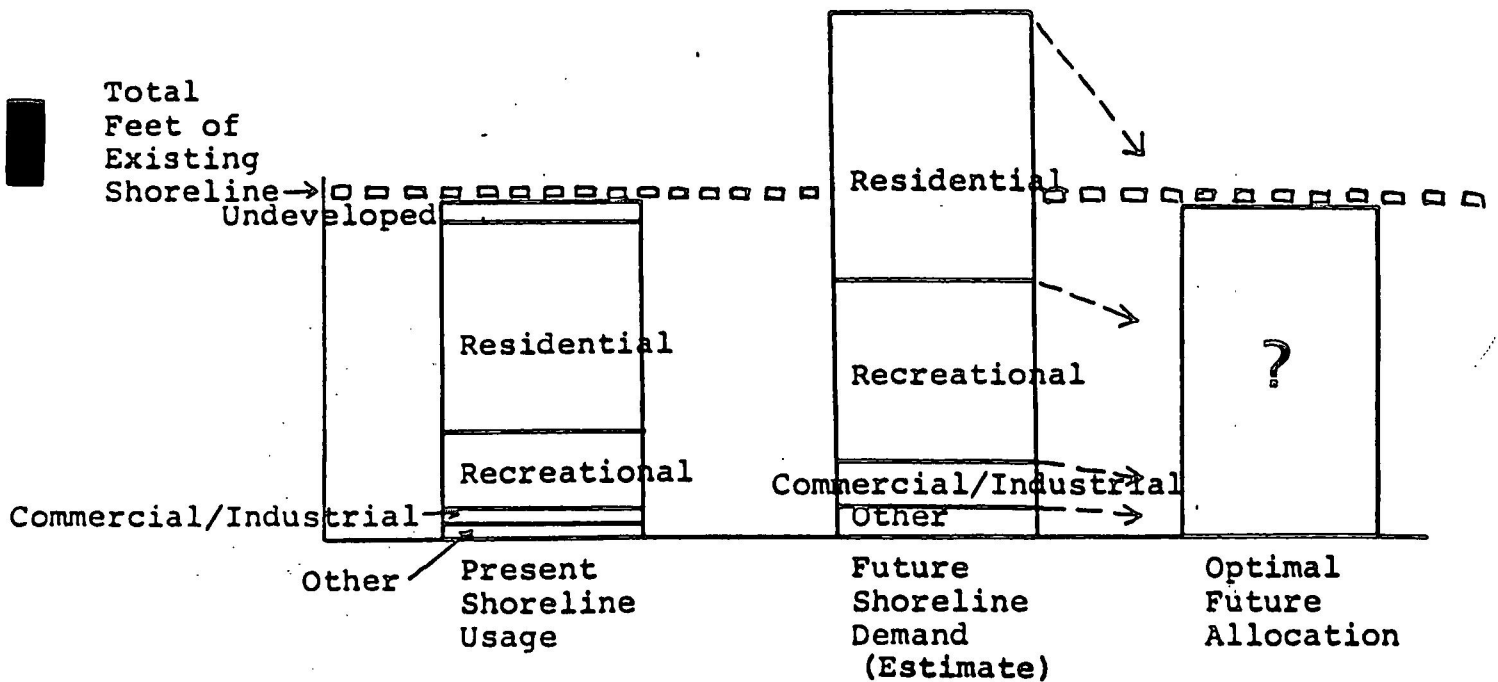 Total
Feet of
Existing
Shoreline
Undeveloped
Residential
Recreational
Commercial/Industrial
Other
Present
Shoreline
Usage
Residential
Recreational
Commercial/Industrial
Other
Future
Shoreline
Demand
(Estimate)
?
Optimal
Future
Allocation